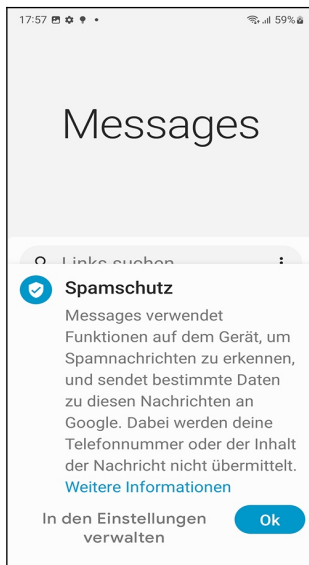 17:57 59%
Messages
Links suchen
Spamschutz
Messages verwendet
Funktionen auf dem Gerät, um
Spamnachrichten zu erkennen,
und sendet bestimmte Daten
zu diesen Nachrichten an
Google. Dabei werden deine
Telefonnummer oder der Inhalt
der Nachricht nicht übermittelt.
Weitere Informationen
In den Einstellungen
verwalten
Ok